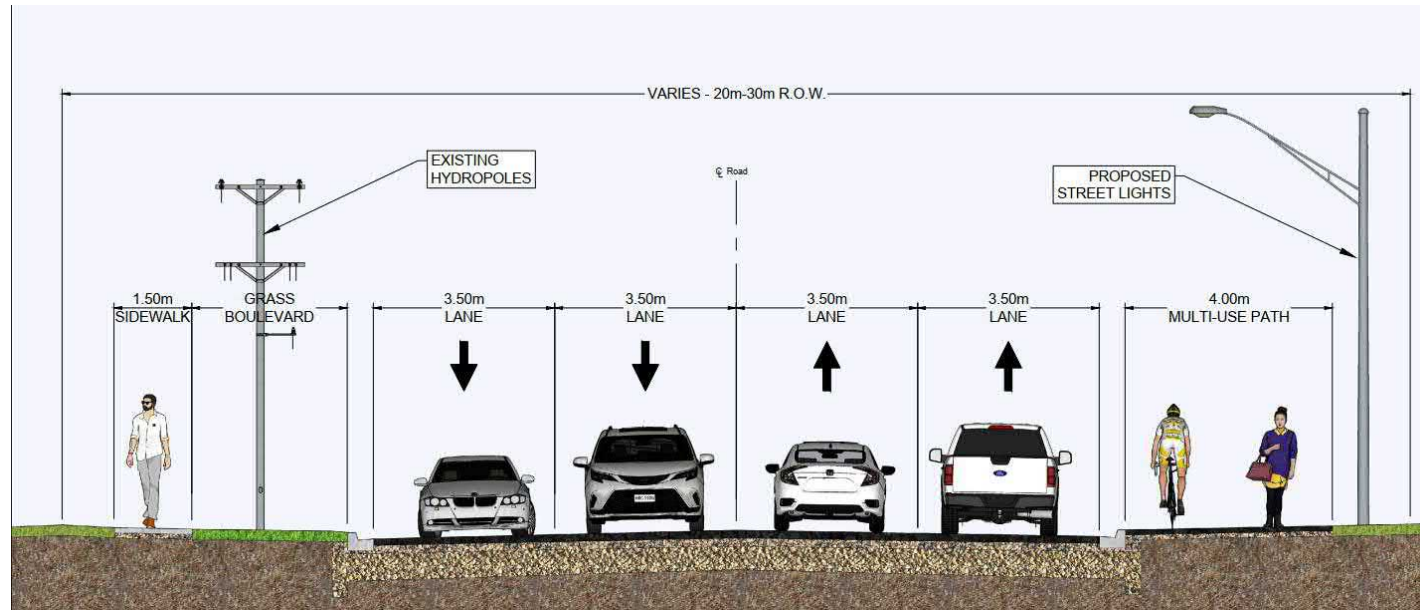 VARIES - 20m-30m R.O.W.
EXISTING
HYDROPOLES
℄ Road
PROPOSED
STREET LIGHTS
1.50m
SIDEWALK
GRASS
BOULEVARD
3.50m
LANE
3.50m
LANE
3.50m
LANE
3.50m
LANE
4.00m
MULTI-USE PATH